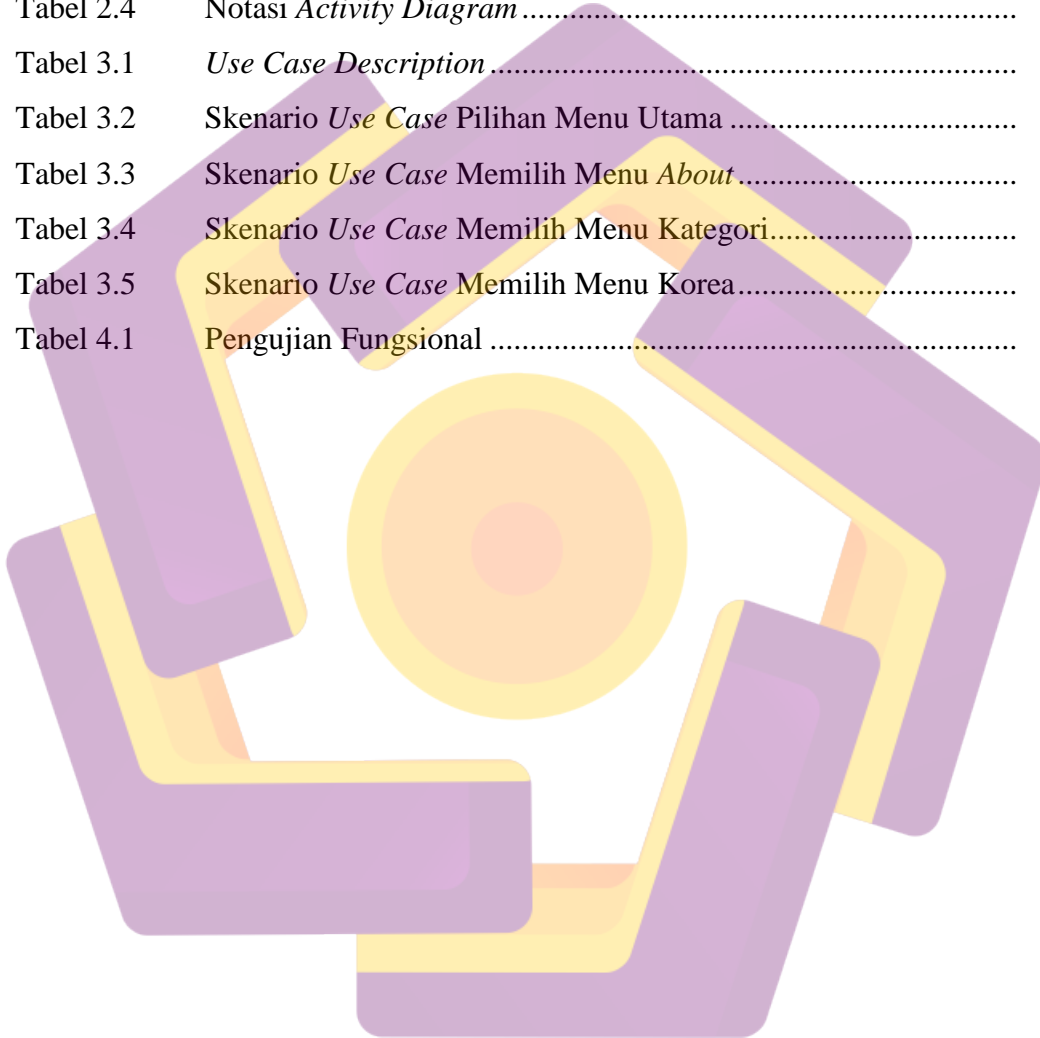 Tabel 2.4 Notasi Activity Diagram ................................................................
Tabel 3.1 Use Case Description ....................................................................
Tabel 3.2 Skenario Use Case Pilihan Menu Utama .....................................
Tabel 3.3 Skenario Use Case Memilih Menu About ....................................
Tabel 3.4 Skenario Use Case Memilih Menu Kategori ................................
Tabel 3.5 Skenario Use Case Memilih Menu Korea ....................................
Tabel 4.1 Pengujian Fungsional ....................................................................